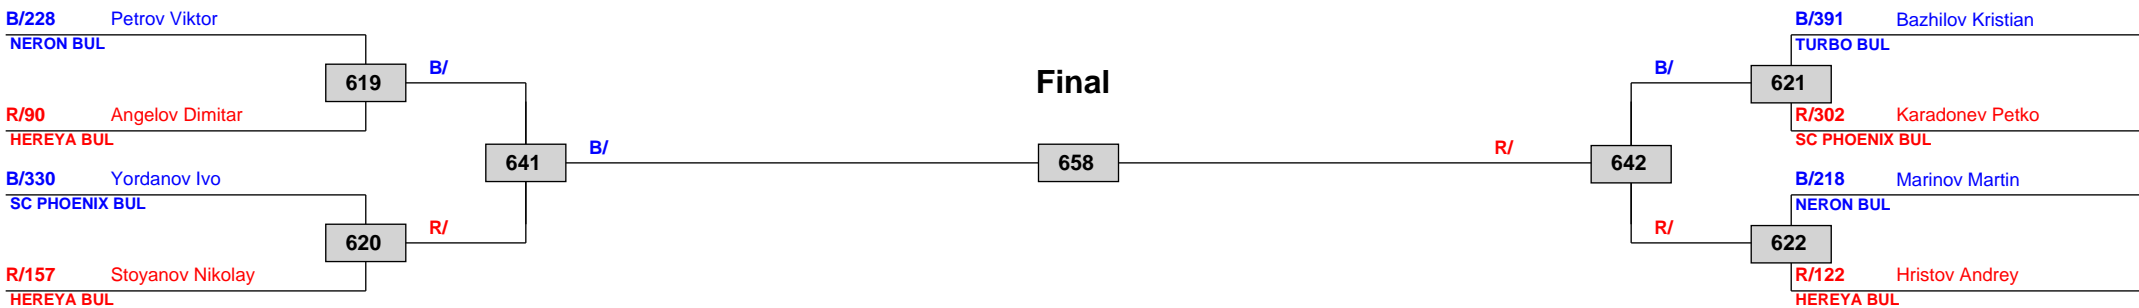 B/228 Petrov Viktor
NERON BUL
619
B/
R/90 Angelov Dimitar
HEREYA BUL
641
B/
B/330 Yordanov Ivo
SC PHOENIX BUL
620
R/
R/157 Stoyanov Nikolay
HEREYA BUL
Final
658
B/391 Bazhilov Kristian
TURBO BUL
B/
621
R/302 Karadonev Petko
SC PHOENIX BUL
R/
642
B/218 Marinov Martin
NERON BUL
R/
622
R/122 Hristov Andrey
HEREYA BUL